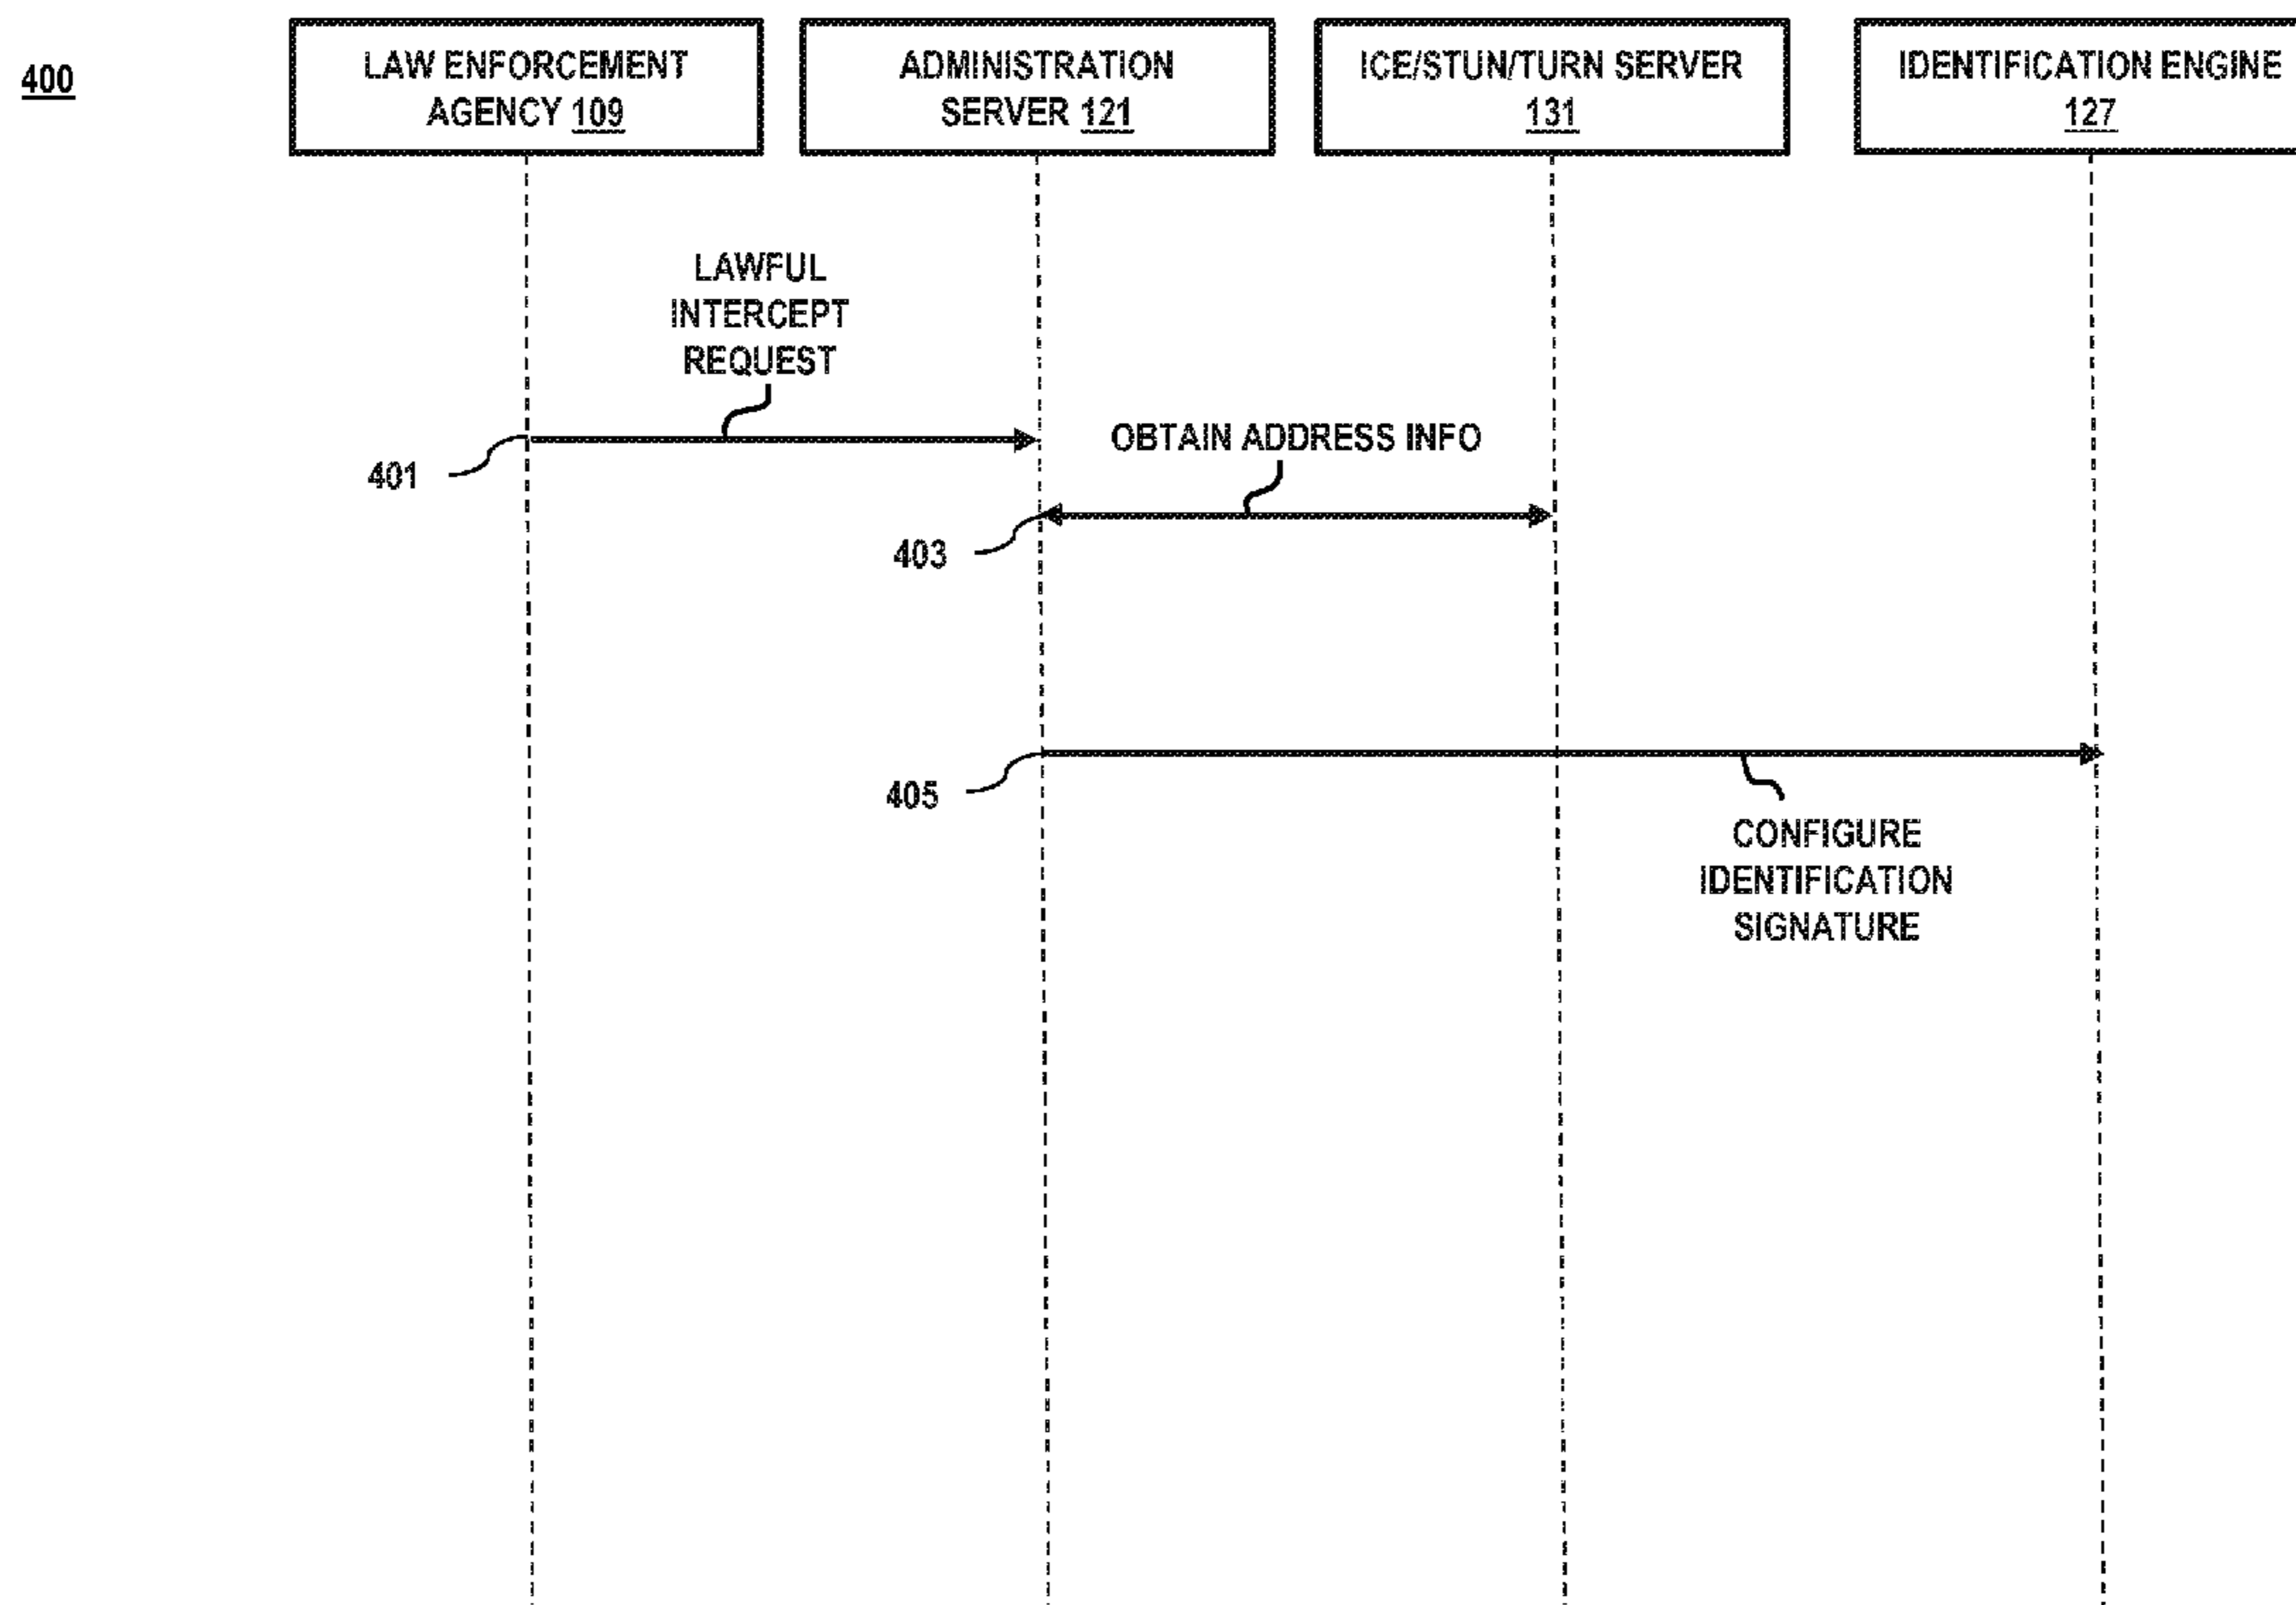 400
LAW ENFORCEMENT
AGENCY 109
ADMINISTRATION
SERVER 121
ICE/STUN/TURN SERVER
131
IDENTIFICATION ENGINE
127
LAWFUL
INTERCEPT
REQUEST
401
OBTAIN ADDRESS INFO
403
405
CONFIGURE
IDENTIFICATION
SIGNATURE